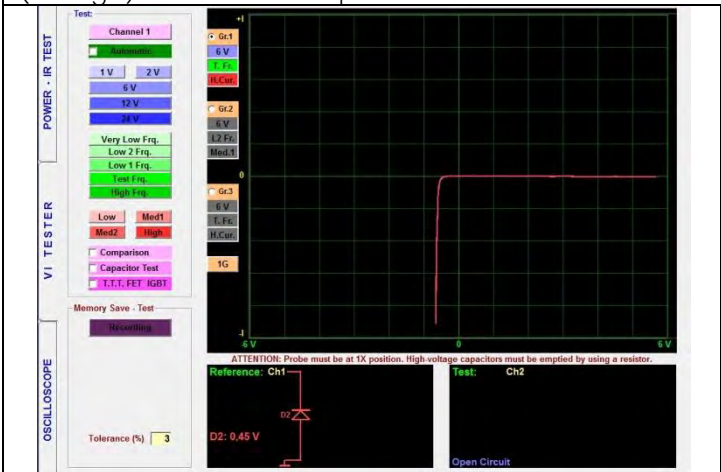 Test:
Channel 1
Automatic
1 V
2 V
6 V
12 V
24 V
Very Low Frq.
Low 2 Frq.
Low 1 Frq.
Test Frq.
High Frq.
Low
Med1
Med2
High
Comparison
Capacitor Test
T.T.T. FET IGBT
Memory Save - Test
Recording
Tolerance (%) 3
POWER - IR TEST
VI TESTER
OSCILLOSCOPE
Gr.1
6 V
T. Fr.
H.Cur.
Gr.2
6 V
L2 Fr.
Med.1
Gr.3
6 V
T. Fr.
H.Cur.
1G
+I
0
-I
-6 V
0
6 V
ATTENTION: Probe must be at 1X position. High-voltage capacitors must be emptied by using a resistor.
Reference: Ch1
D2
D2: 0,45 V
Test: Ch2
Open Circuit